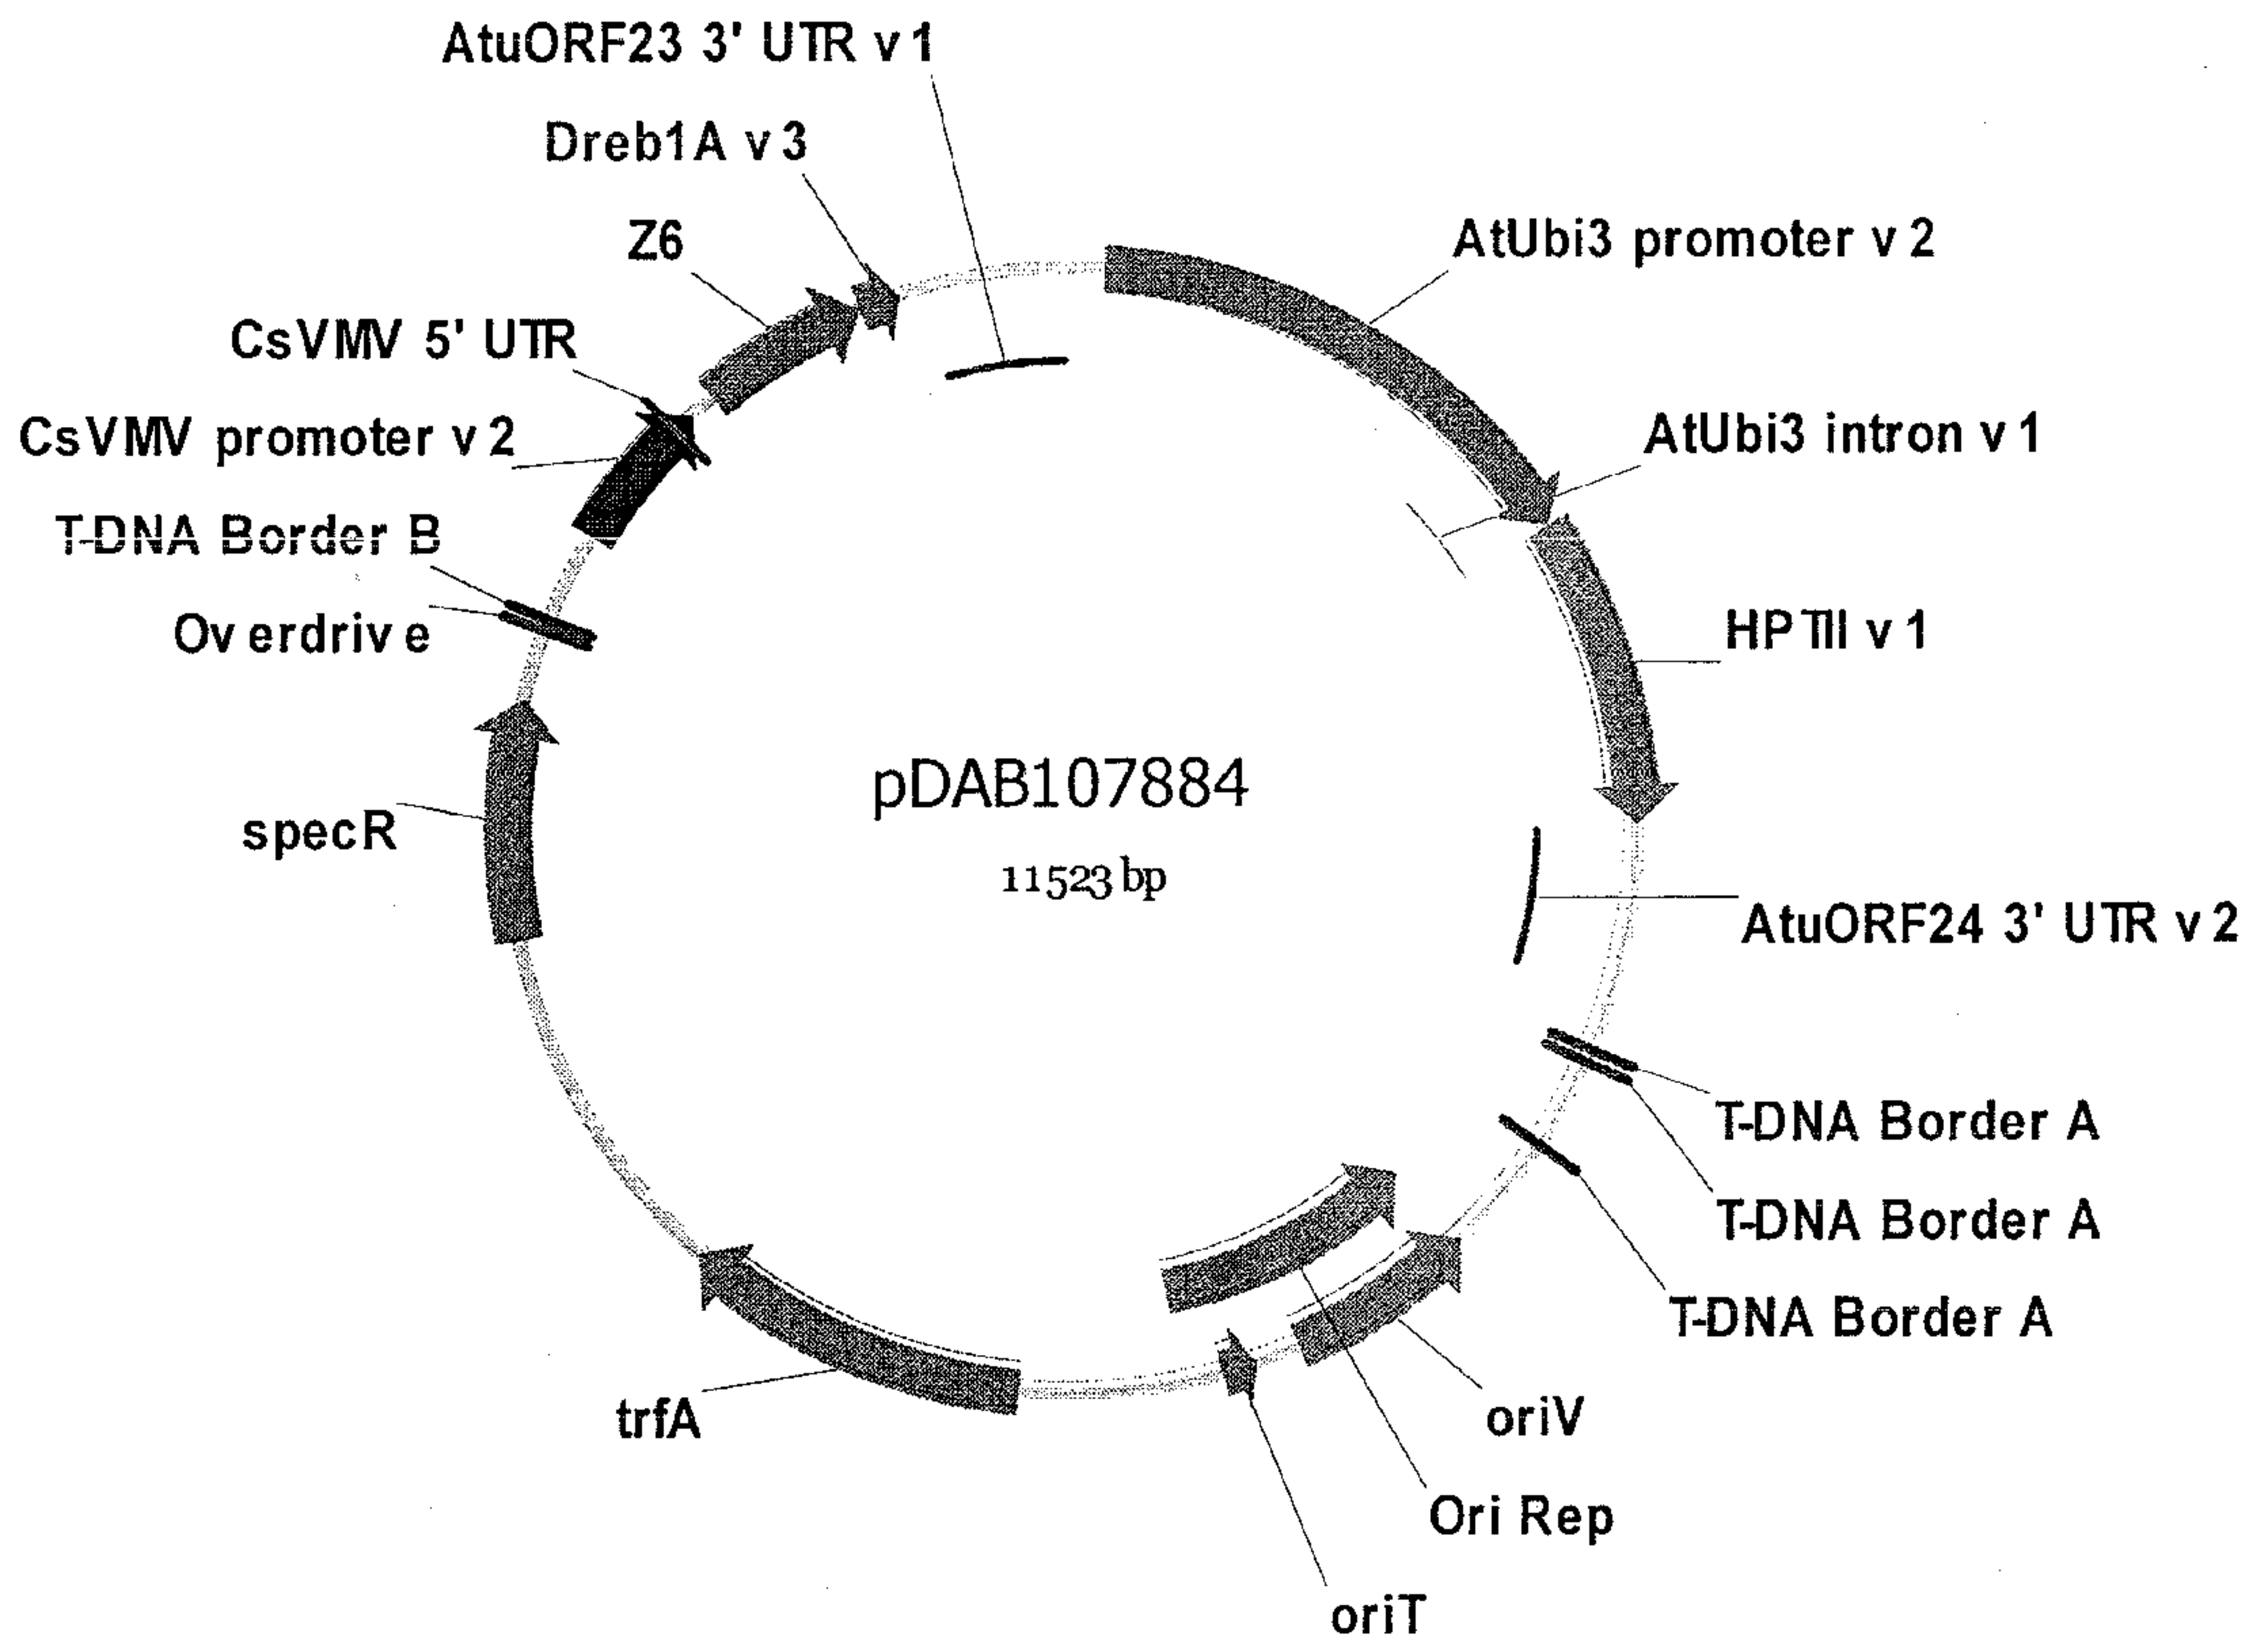 AtuORF23 3' UTR v1
Dreb1A v3
Z6
AtUbi3 promoter v2
CsVMV 5' UTR
CsVMV promoter v2
AtUbi3 intron v1
T-DNA Border B
Overdrive
HPTII v1
pDAB107884
specR
11523 bp
AtuORF24 3' UTR v2
T-DNA Border A
T-DNA Border A
T-DNA Border A
trfA
oriV
Ori Rep
oriT